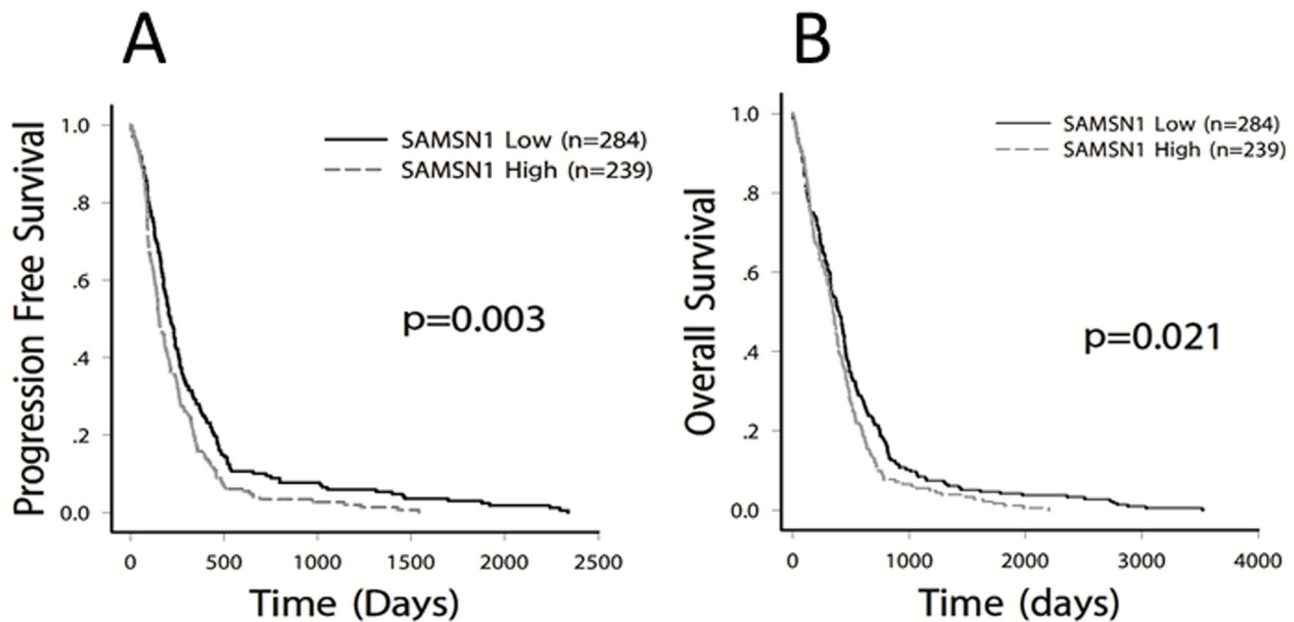 A
Progression Free Survival
1.0
.8
.6
.4
.2
0.0
SAMSN1 Low (n=284)
SAMSN1 High (n=239)
p=0.003
0 500 1000 1500 2000 2500
Time (Days)
B
Overall Survival
1.0
.8
.6
.4
.2
0.0
SAMSN1 Low (n=284)
SAMSN1 High (n=239)
p=0.021
0 1000 2000 3000 4000
Time (days)